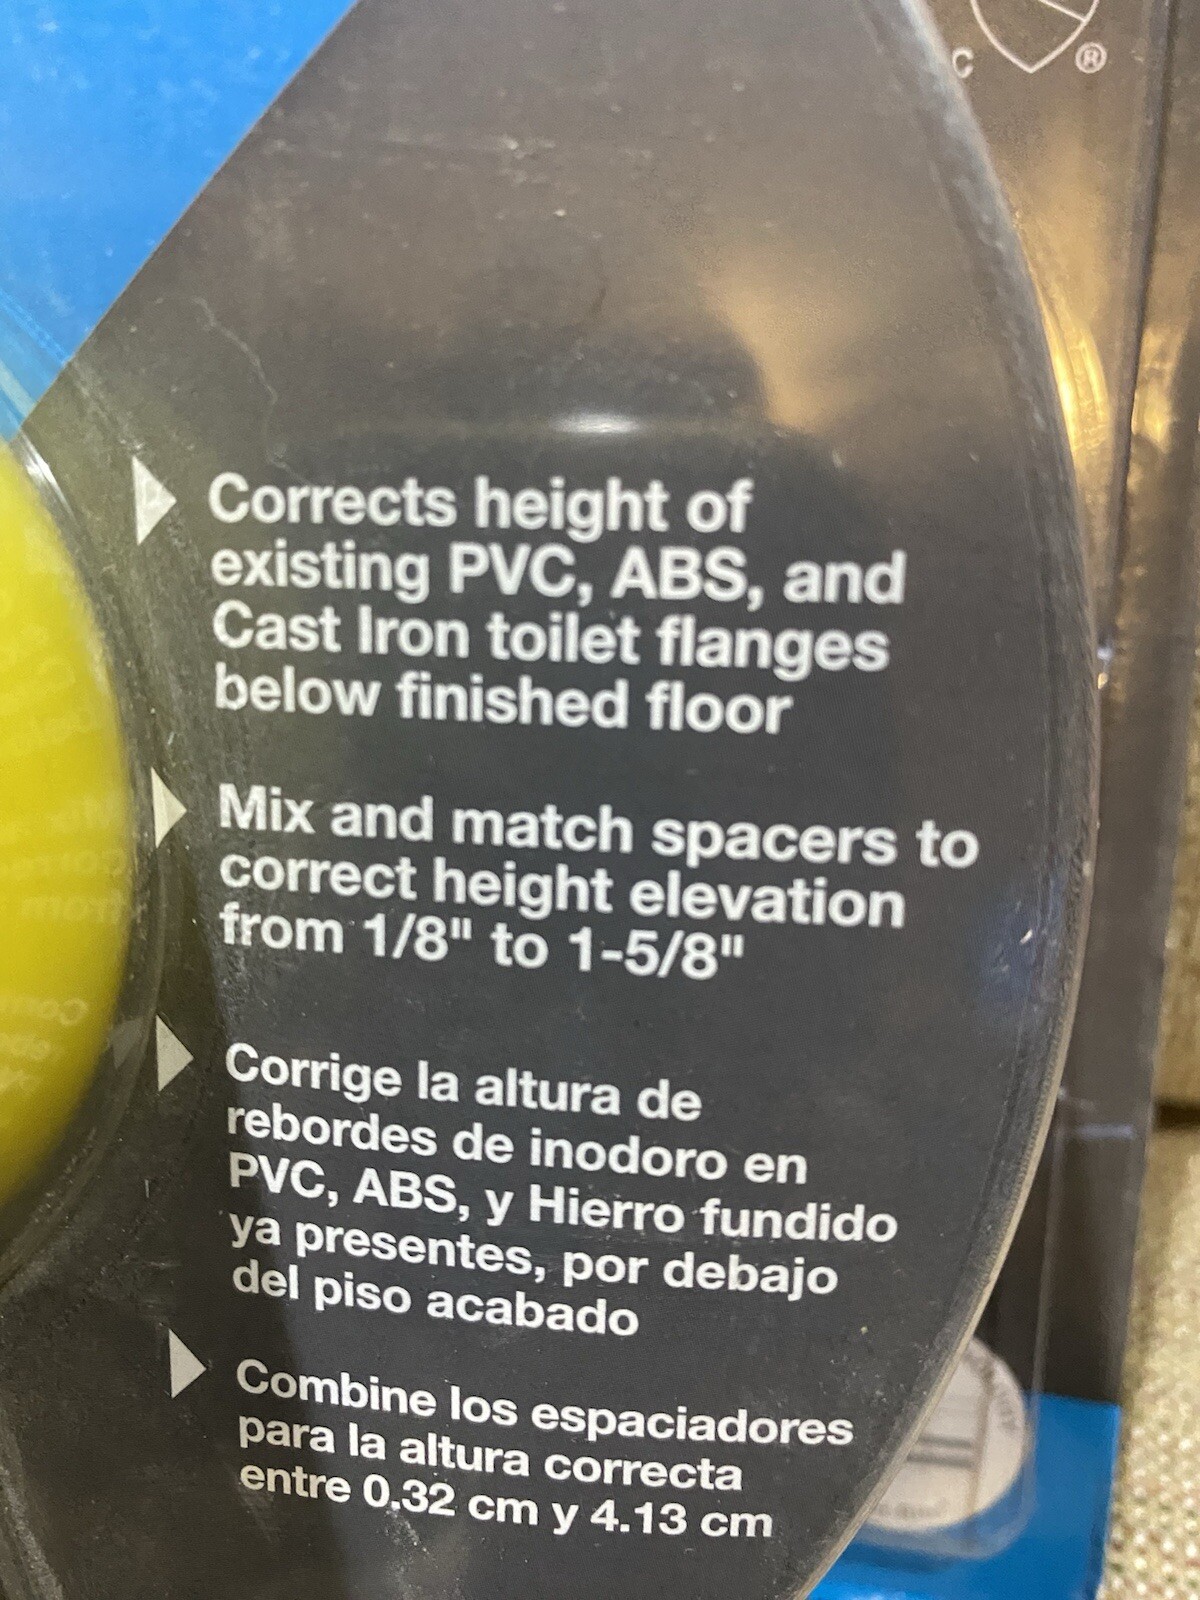 C ®
Corrects height of
existing PVC, ABS, and
Cast Iron toilet flanges
below finished floor
Mix and match spacers to
correct height elevation
from 1/8" to 1-5/8"
Corrige la altura de
rebordes de inodoro en
PVC, ABS, y Hierro fundido
ya presentes, por debajo
del piso acabado
Combine los espaciadores
para la altura correcta
entre 0.32 cm y 4.13 cm